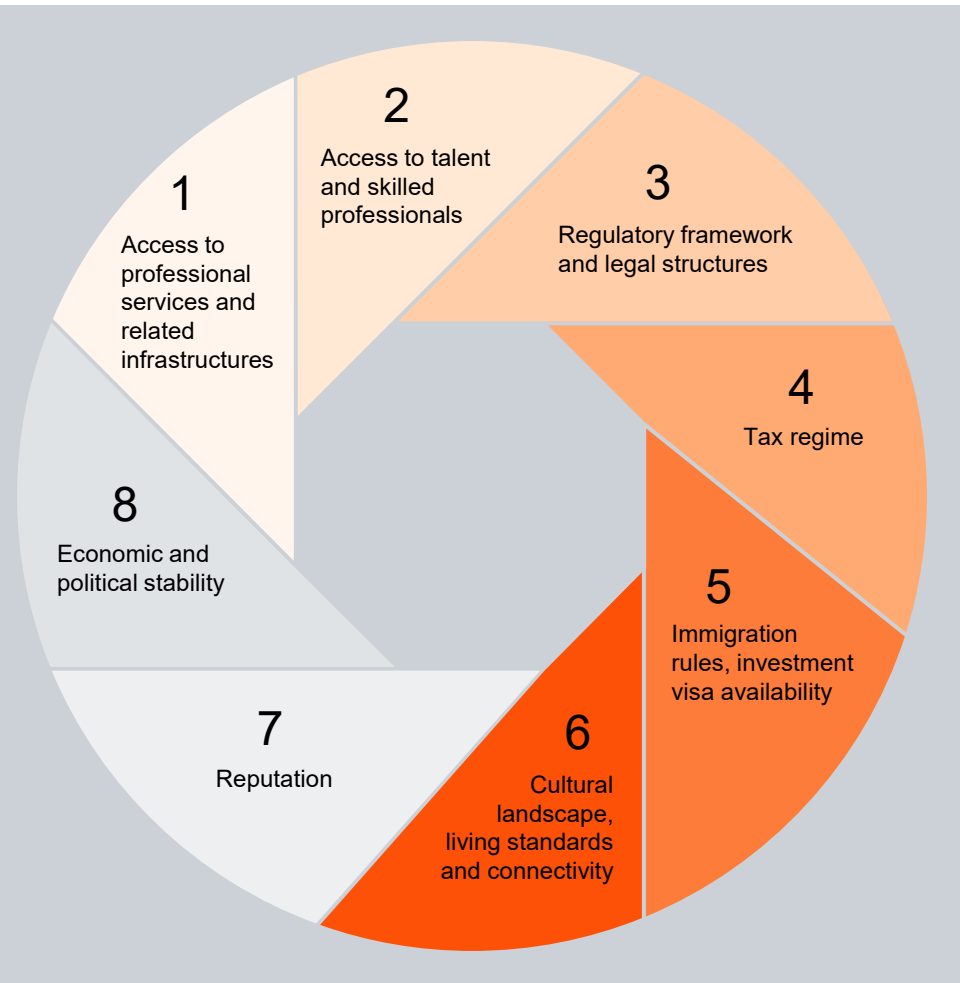 1
Access to
professional
services and
related
infrastructures
2
Access to talent
and skilled
professionals
3
Regulatory framework
and legal structures
4
Tax regime
5
Immigration
rules, investment
visa availability
6
Cultural
landscape,
living standards
and connectivity
7
Reputation
8
Economic and
political stability